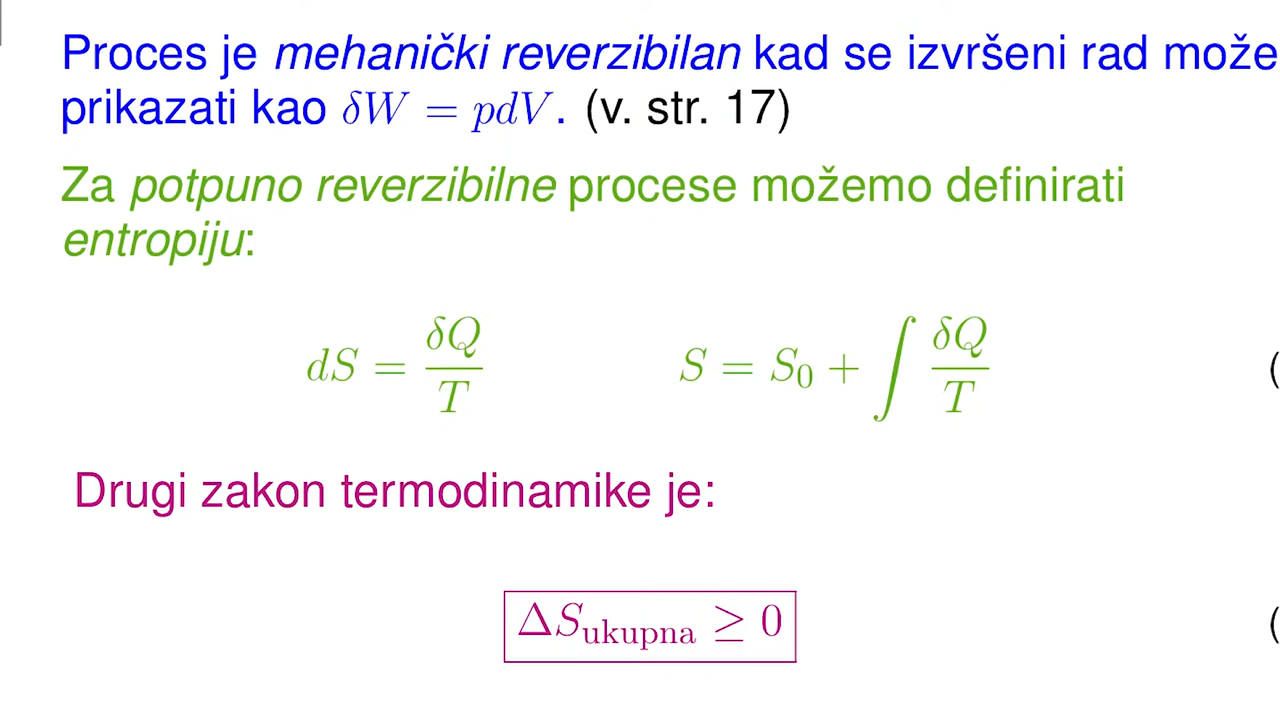 Proces je mehanički reverzibilan kad se izvršeni rad može
prikazati kao δW = pdV. (v. str. 17)
Za potpuno reverzibilne procese možemo definirati
entropiju:
dS = δQ/T S = S₀ + ∫ δQ/T (
Drugi zakon termodinamike je:
ΔS_ukupna ≥ 0 (